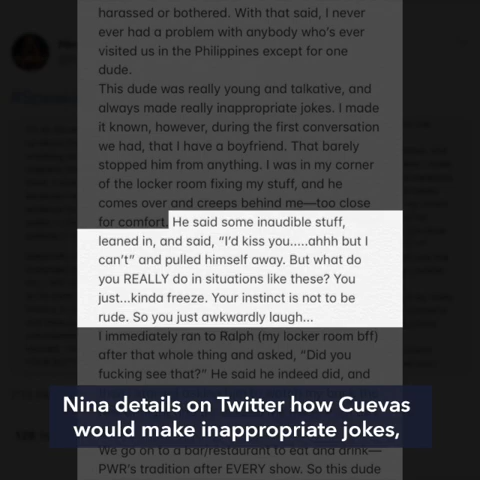 harassed or bothered. With that said, I never
ever had a problem with anybody who's ever
visited us in the Philippines except for one
dude.
This dude was really young and talkative, and
always made really inappropriate jokes. I made
it known, however, during the first conversation
we had, that I have a boyfriend. That barely
stopped him from anything. I was in my corner
of the locker room fixing my stuff, and he
comes over and creeps behind me—too close
for comfort. He said some inaudible stuff,
leaned in, and said, “I’d kiss you.....ahhh but I
can’t” and pulled himself away. But what do
you REALLY do in situations like these? You
just...kinda freeze. Your instinct is not to be
rude. So you just awkwardly laugh...
I immediately ran to Ralph (my locker room bff)
after that whole thing and asked, “Did you
fucking see that?” He said he indeed did, and
Nina details on Twitter how Cuevas
would make inappropriate jokes,
We go on to a bar/restaurant to eat and drink—
PWR’s tradition after EVERY show. So this dude